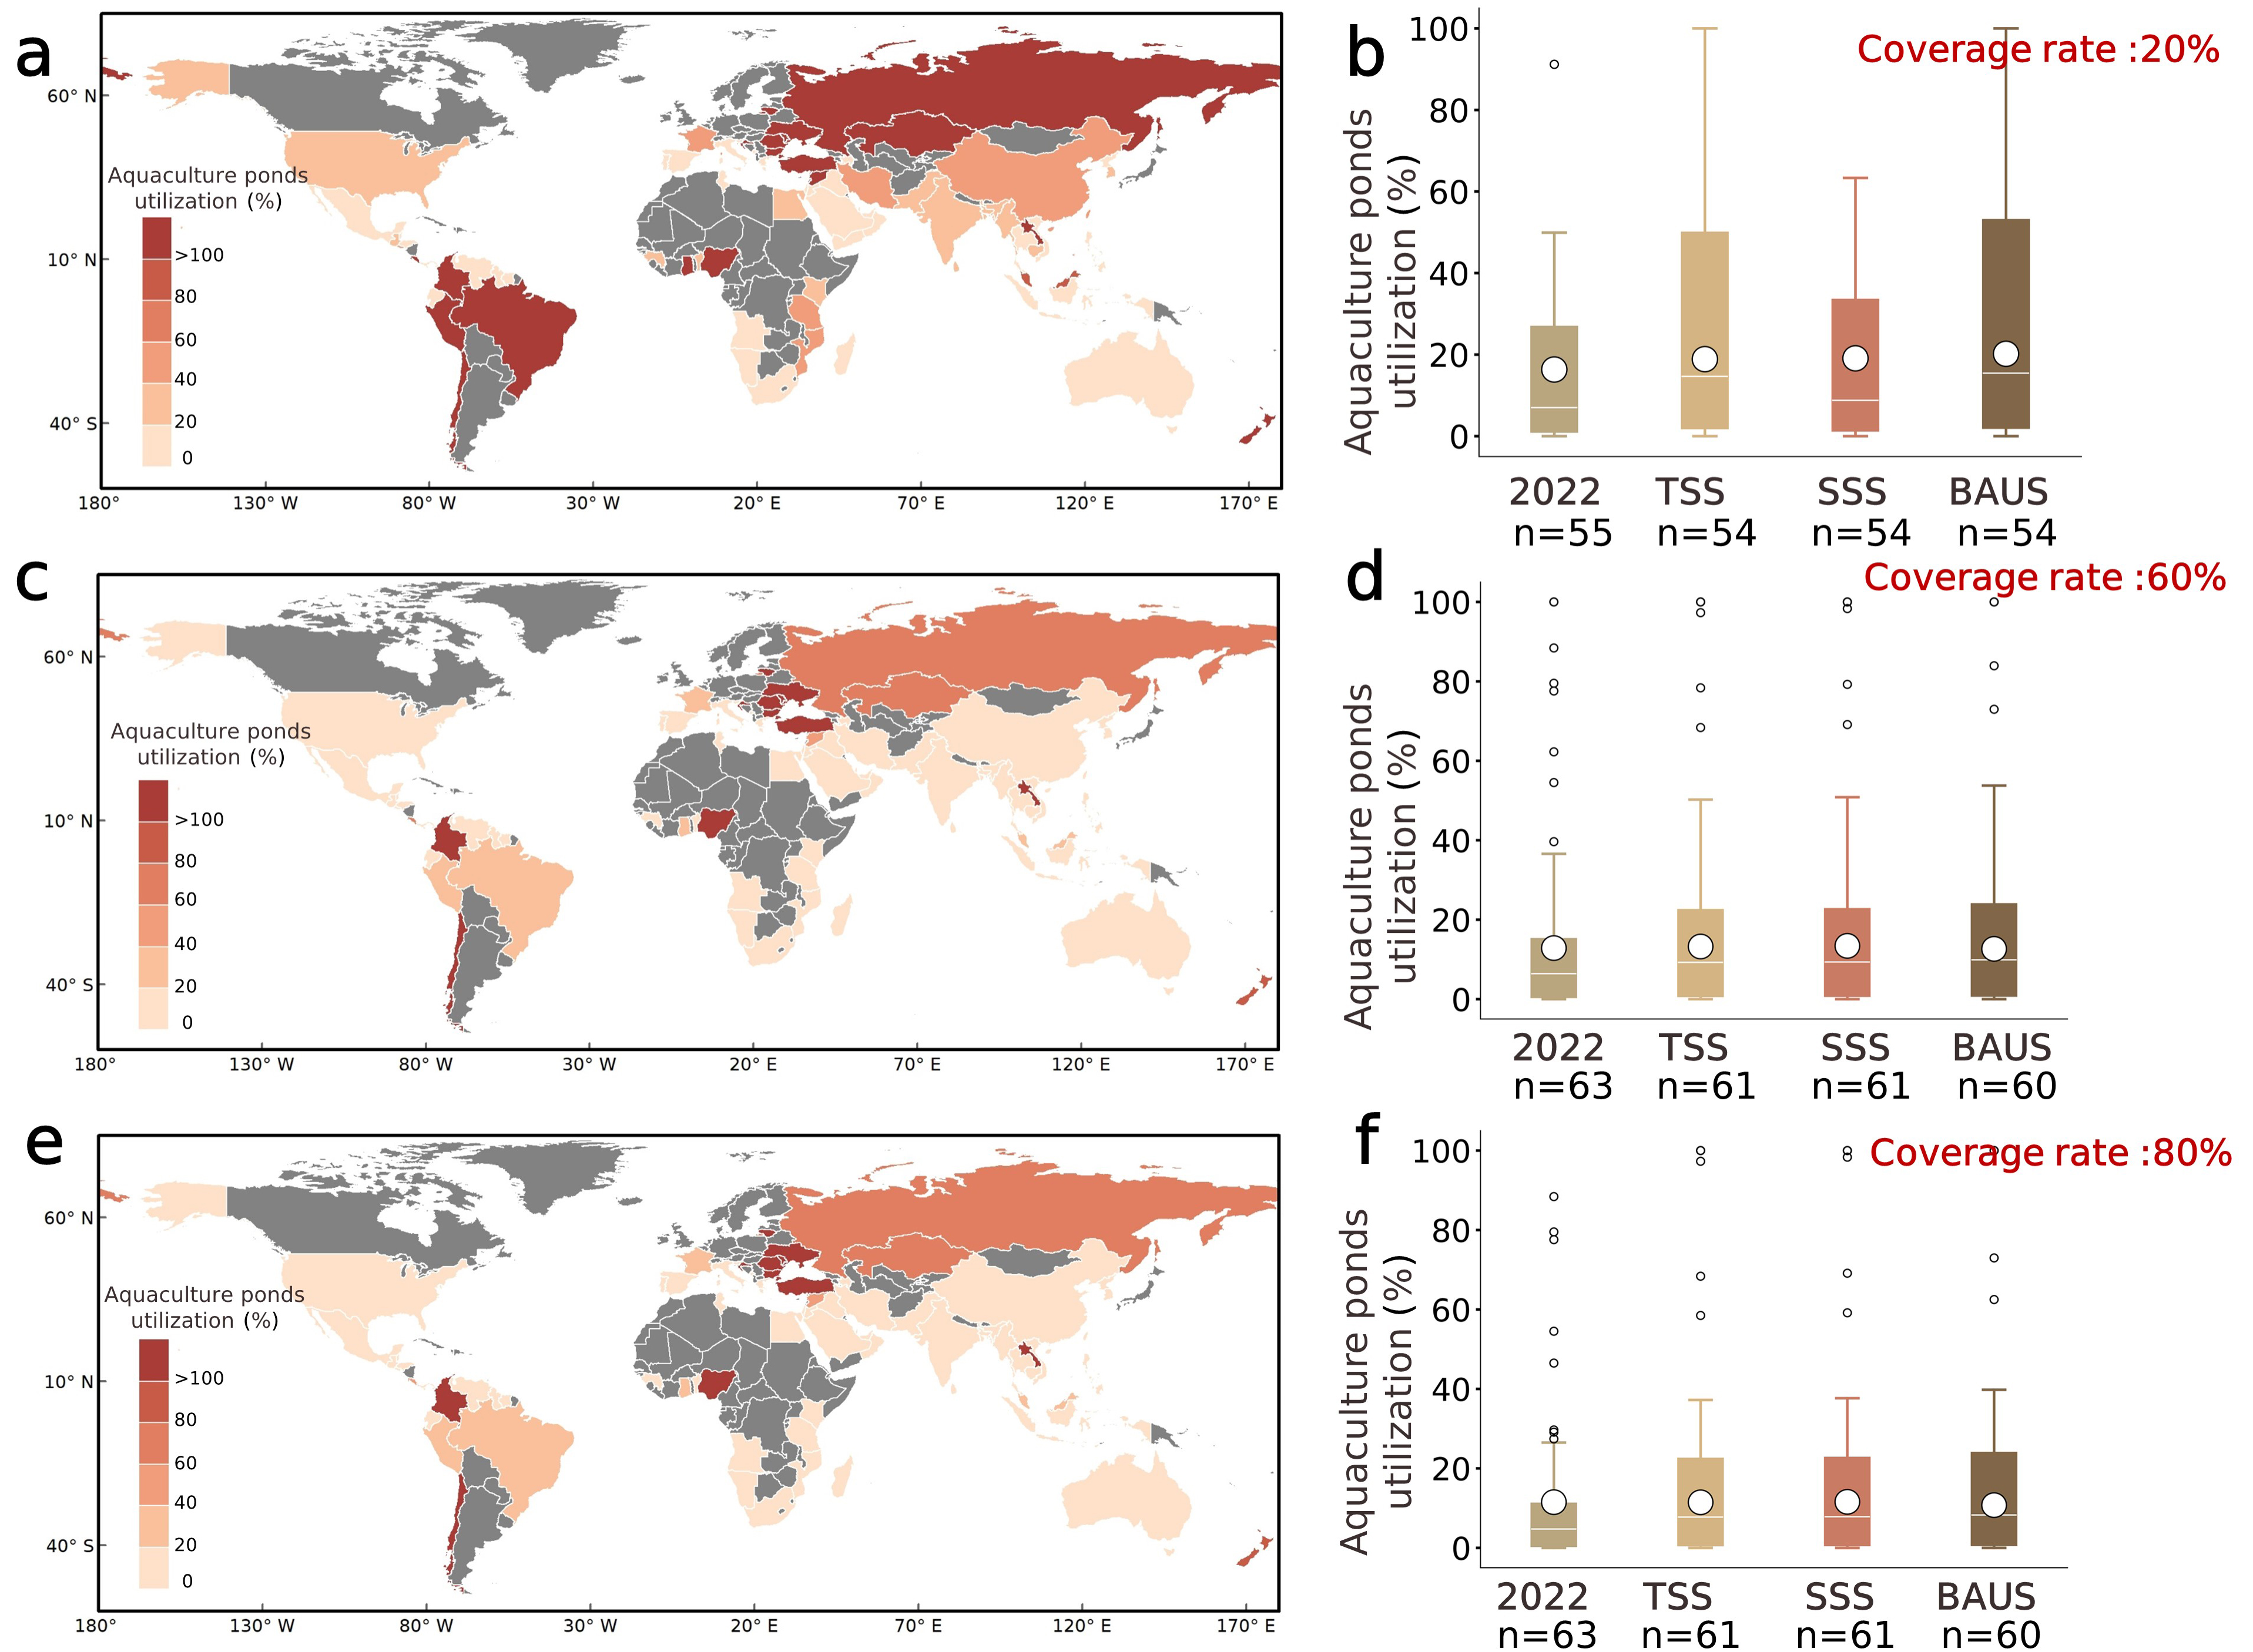 a
60° N
10° N
40° S
Aquaculture ponds
utilization (%)
>100
80
60
40
20
0
180°
130° W
80° W
30° W
20° E
70° E
120° E
170° E
b
Coverage rate :20%
Aquaculture ponds
utilization (%)
100
80
60
40
20
0
2022
TSS
SSS
BAUS
n=55
n=54
n=54
n=54
c
60° N
10° N
40° S
Aquaculture ponds
utilization (%)
>100
80
60
40
20
0
180°
130° W
80° W
30° W
20° E
70° E
120° E
170° E
d
Coverage rate :60%
Aquaculture ponds
utilization (%)
100
80
60
40
20
0
2022
TSS
SSS
BAUS
n=63
n=61
n=61
n=60
e
60° N
10° N
40° S
Aquaculture ponds
utilization (%)
>100
80
60
40
20
0
180°
130° W
80° W
30° W
20° E
70° E
120° E
170° E
f
Coverage rate :80%
Aquaculture ponds
utilization (%)
100
80
60
40
20
0
2022
TSS
SSS
BAUS
n=63
n=61
n=61
n=60